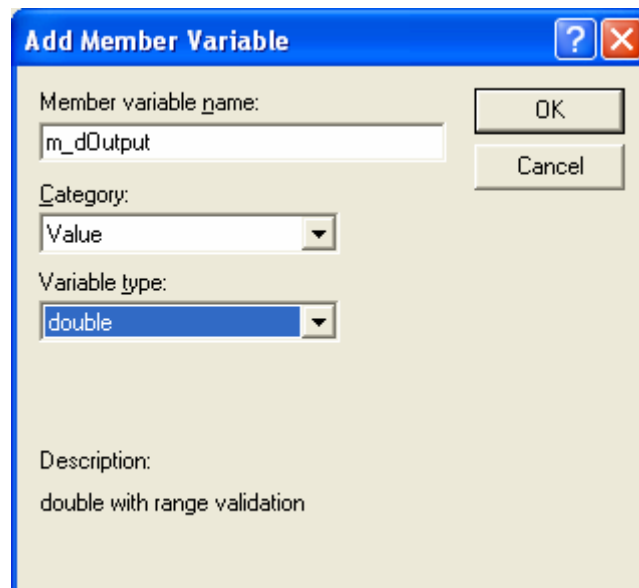 Add Member Variable
Member variable name:
OK
m_dOutput
Cancel
Category:
Value
Variable type:
double
Description:
double with range validation